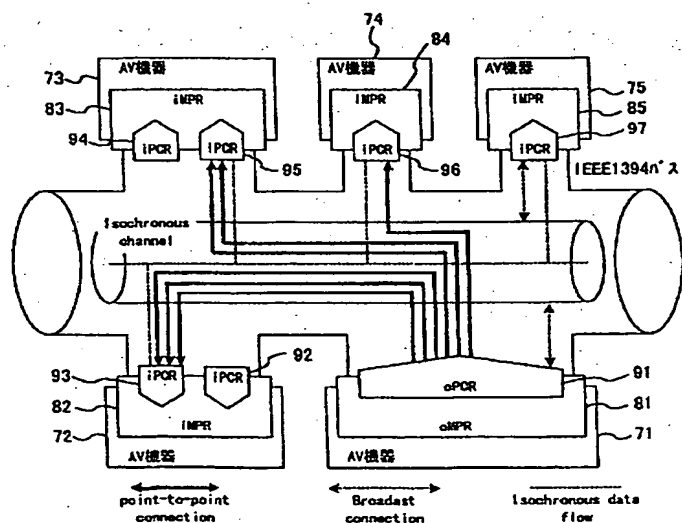 74
84
73
AV機器
AV機器
AV機器
75
83
iMPR
iMPR
iMPR
85
94
iPCR
iPCR
95
iPCR
96
iPCR
97
IEEE1394バス
Isochronous
channel
93
iPCR
iPCR
92
oPCR
91
82
iMPR
oMPR
81
72
AV機器
AV機器
71
point-to-point
connection
Broadast
connection
Isochronous data
flow